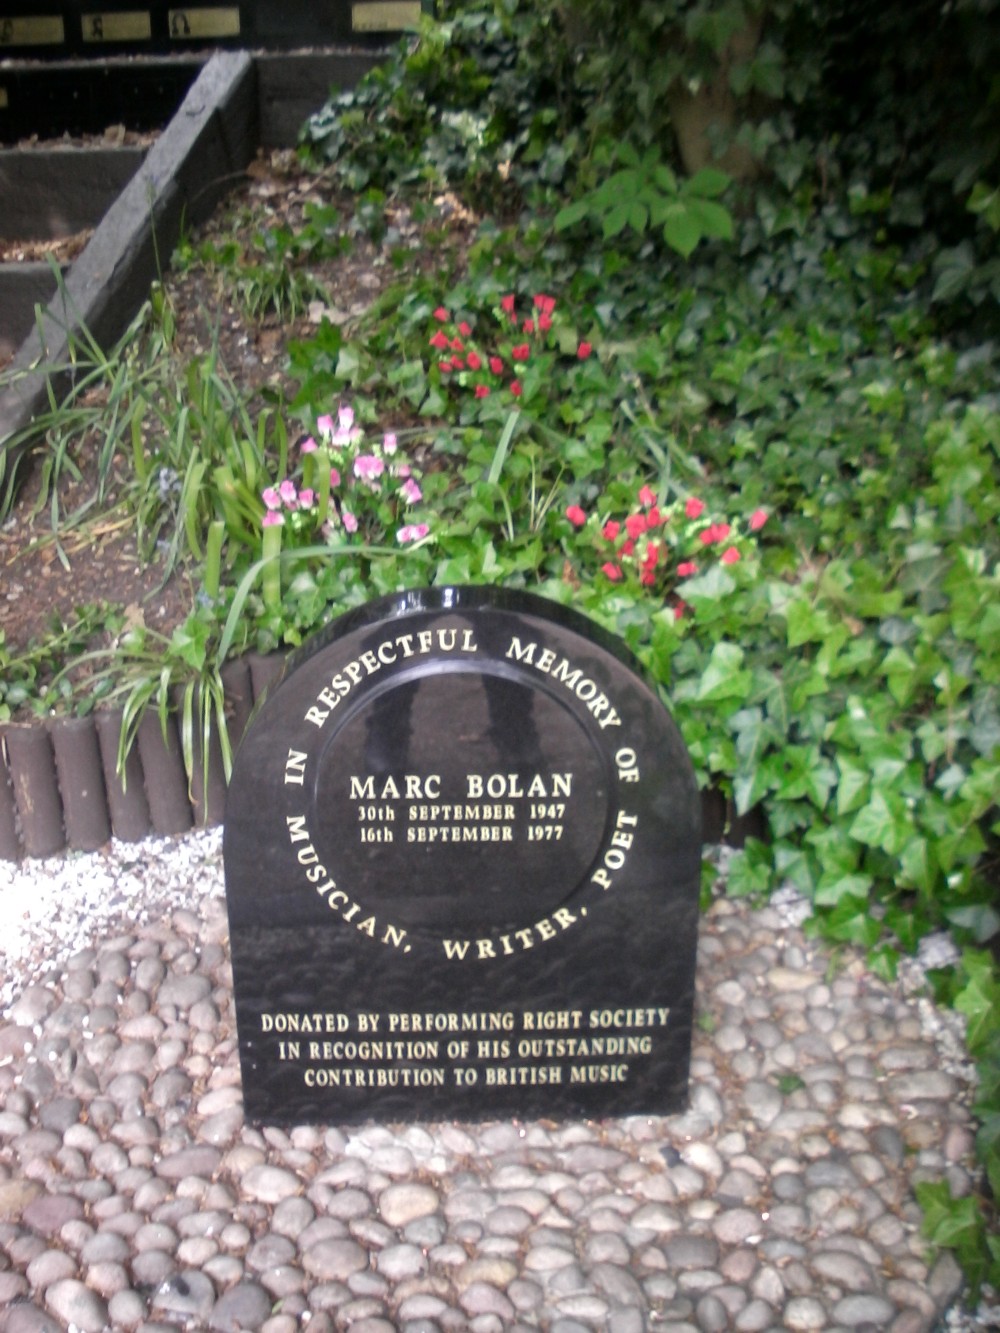 IN RESPECTFUL MEMORY OF
MARC BOLAN
30th SEPTEMBER 1947
16th SEPTEMBER 1977
MUSICIAN, WRITER, POET
DONATED BY PERFORMING RIGHT SOCIETY
IN RECOGNITION OF HIS OUTSTANDING
CONTRIBUTION TO BRITISH MUSIC